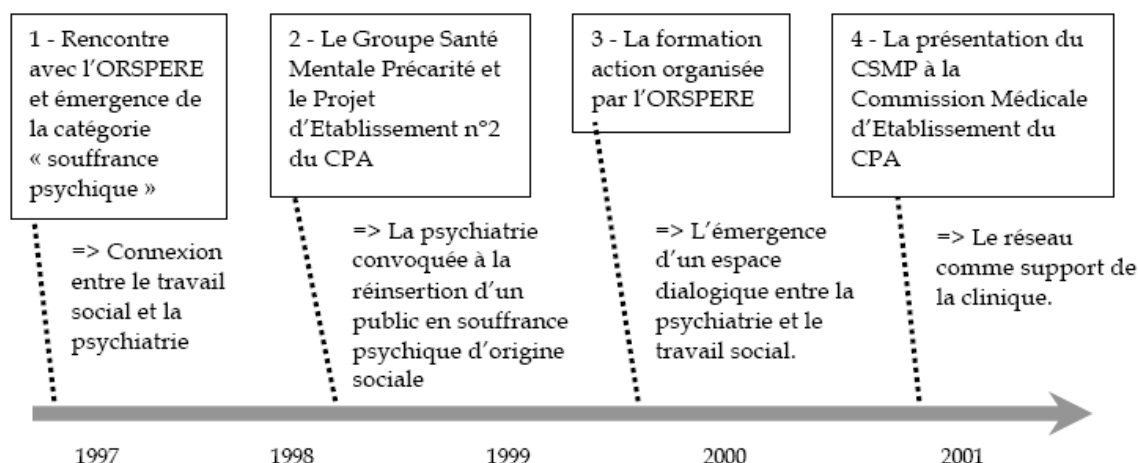 1 - Rencontre
avec l'ORSPERE
et émergence de
la catégorie
« souffrance
psychique »
2 - Le Groupe Santé
Mentale Précarité et
le Projet
d'Etablissement n°2
du CPA
3 - La formation
action organisée
par l'ORSPERE
4 - La présentation du
CSMP à la
Commission Médicale
d'Etablissement du
CPA
=> Connexion
entre le travail
social et la
psychiatrie
=> La psychiatrie
convoquée à la
réinsertion d'un
public en souffrance
psychique d'origine
sociale
=> L'émergence
d'un espace
dialogique entre la
psychiatrie et le
travail social.
=> Le réseau
comme support de
la clinique.
1997 1998 1999 2000 2001